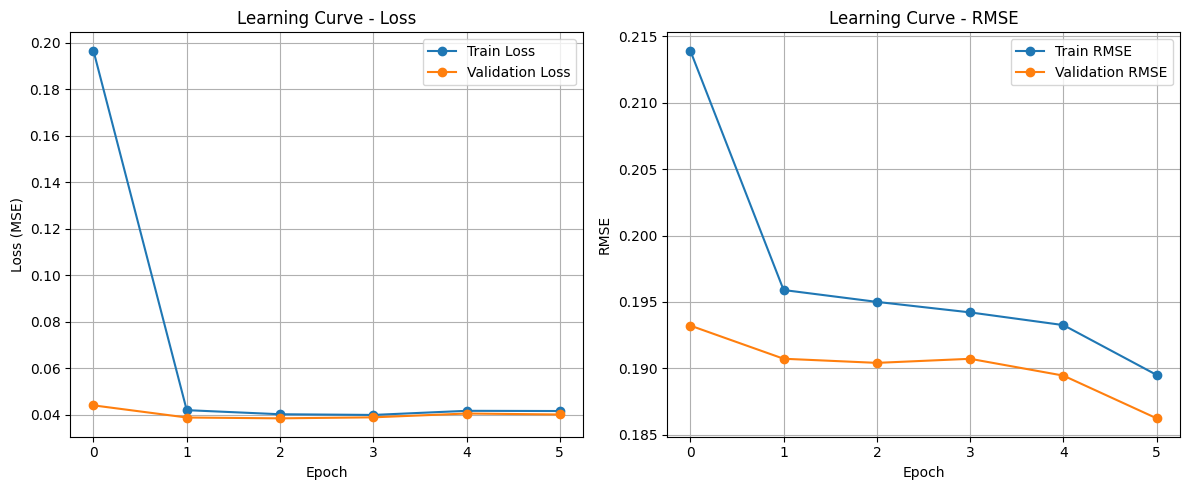 Learning Curve - Loss
Train Loss
Validation Loss
Loss (MSE)
0.20
0.18
0.16
0.14
0.12
0.10
0.08
0.06
0.04
0 1 2 3 4 5
Epoch
Learning Curve - RMSE
Train RMSE
Validation RMSE
RMSE
0.215
0.210
0.205
0.200
0.195
0.190
0.185
0 1 2 3 4 5
Epoch